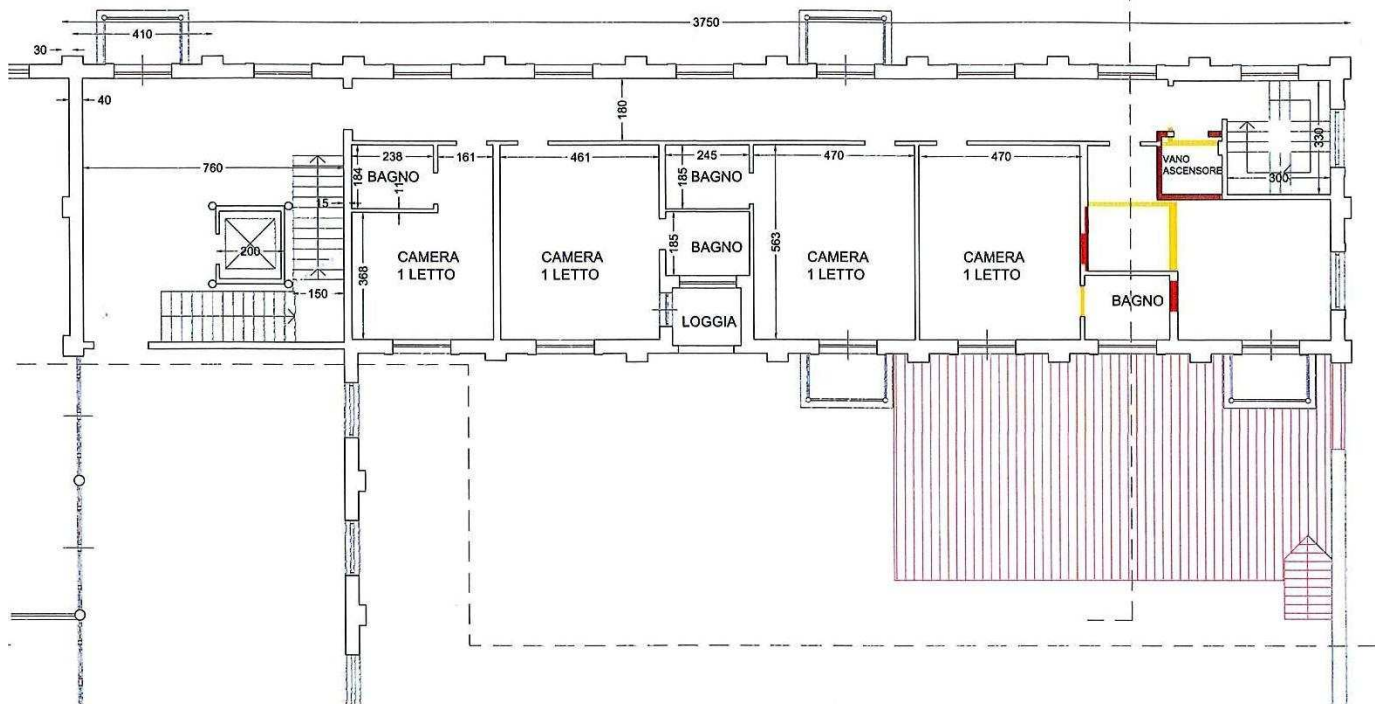 3750
410
30
40
180
330
760
238
161
461
245
470
470
VANO
ASCENSORE
300
BAGNO
184
11
15
BAGNO
185
563
200
150
368
CAMERA
1 LETTO
CAMERA
1 LETTO
185
BAGNO
CAMERA
1 LETTO
CAMERA
1 LETTO
BAGNO
LOGGIA